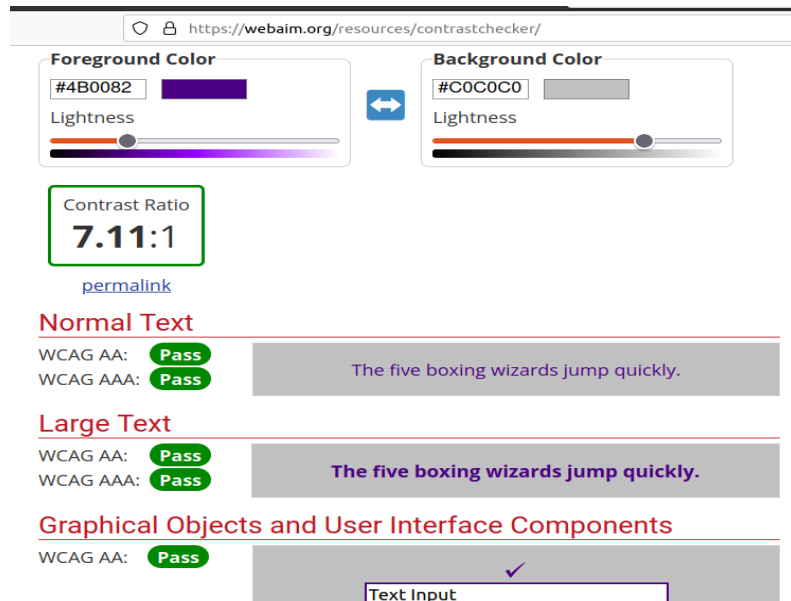 https://webaim.org/resources/contrastchecker/
Foreground Color
#4B0082
Lightness
Background Color
#C0C0C0
Lightness
Contrast Ratio
7.11:1
permalink
Normal Text
WCAG AA: Pass
WCAG AAA: Pass
The five boxing wizards jump quickly.
Large Text
WCAG AA: Pass
WCAG AAA: Pass
The five boxing wizards jump quickly.
Graphical Objects and User Interface Components
WCAG AA: Pass
✓
Text Input